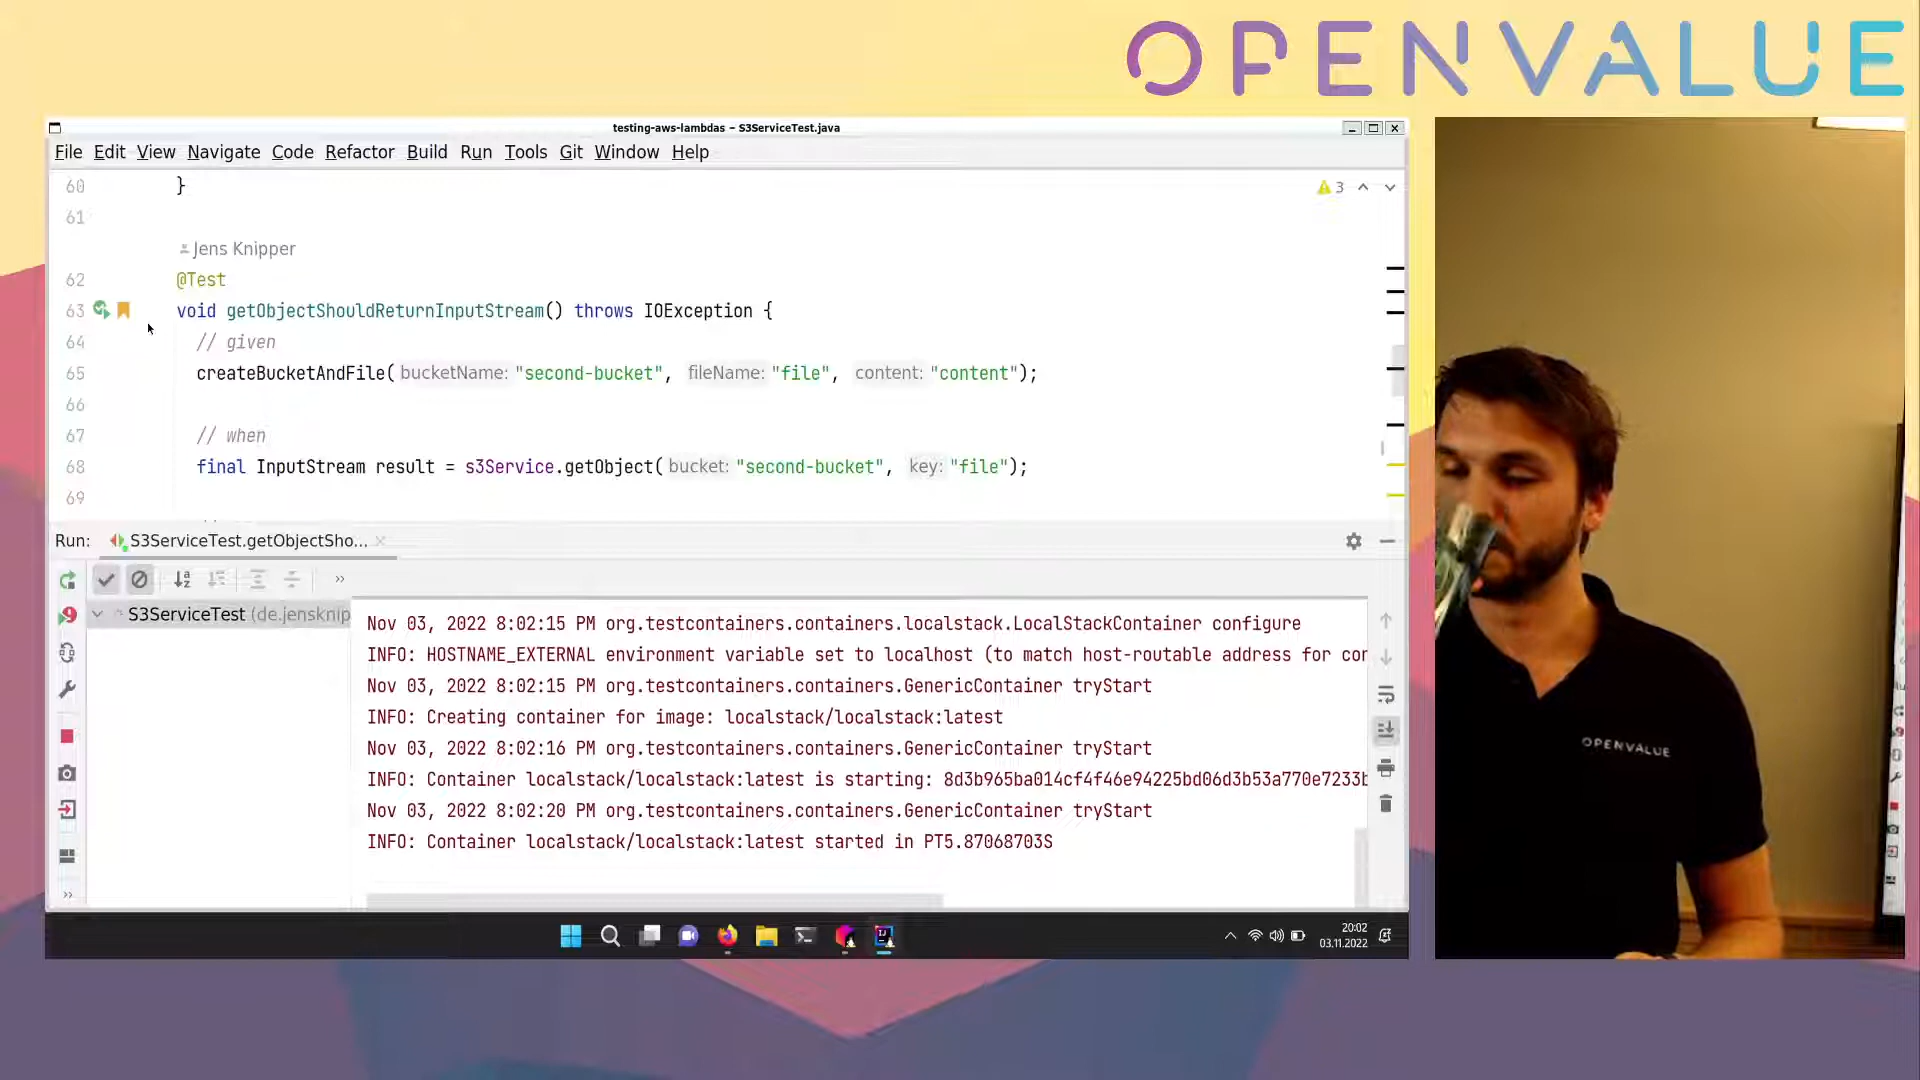 OPENVALUE
testing-aws-lambdas – S3ServiceTest.java
File Edit View Navigate Code Refactor Build Run Tools Git Window Help
60 }
3
61
Jens Knipper
62 @Test
63 void getObjectShouldReturnInputStream() throws IOException {
64 // given
65 createBucketAndFile( bucketName: "second-bucket", fileName: "file", content: "content");
66
67 // when
68 final InputStream result = s3Service.getObject( bucket: "second-bucket", key: "file");
69
Run: S3ServiceTest.getObjectSho...
S3ServiceTest (de.jensknip
Nov 03, 2022 8:02:15 PM org.testcontainers.containers.localstack.LocalStackContainer configure
INFO: HOSTNAME_EXTERNAL environment variable set to localhost (to match host-routable address for con
Nov 03, 2022 8:02:15 PM org.testcontainers.containers.GenericContainer tryStart
INFO: Creating container for image: localstack/localstack:latest
Nov 03, 2022 8:02:16 PM org.testcontainers.containers.GenericContainer tryStart
INFO: Container localstack/localstack:latest is starting: 8d3b965ba014cf4f46e94225bd06d3b53a770e7233b
Nov 03, 2022 8:02:20 PM org.testcontainers.containers.GenericContainer tryStart
INFO: Container localstack/localstack:latest started in PT5.87068703S
20:02
03.11.2022
OPENVALUE